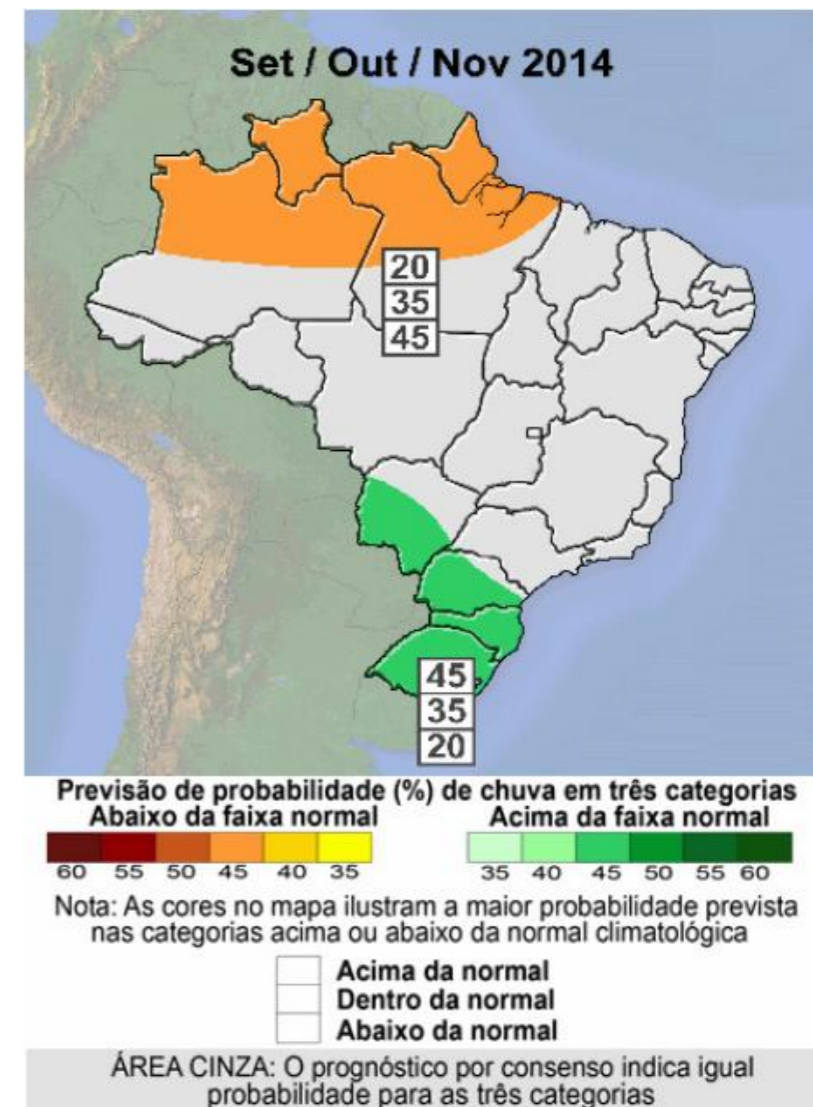 Set / Out / Nov 2014
20
35
45
45
35
20
Previsão de probabilidade (%) de chuva em três categorias
Abaixo da faixa normal Acima da faixa normal
60 55 50 45 40 35 35 40 45 50 55 60
Nota: As cores no mapa ilustram a maior probabilidade prevista
nas categorias acima ou abaixo da normal climatológica
Acima da normal
Dentro da normal
Abaixo da normal
ÁREA CINZA: O prognóstico por consenso indica igual
probabilidade para as três categorias